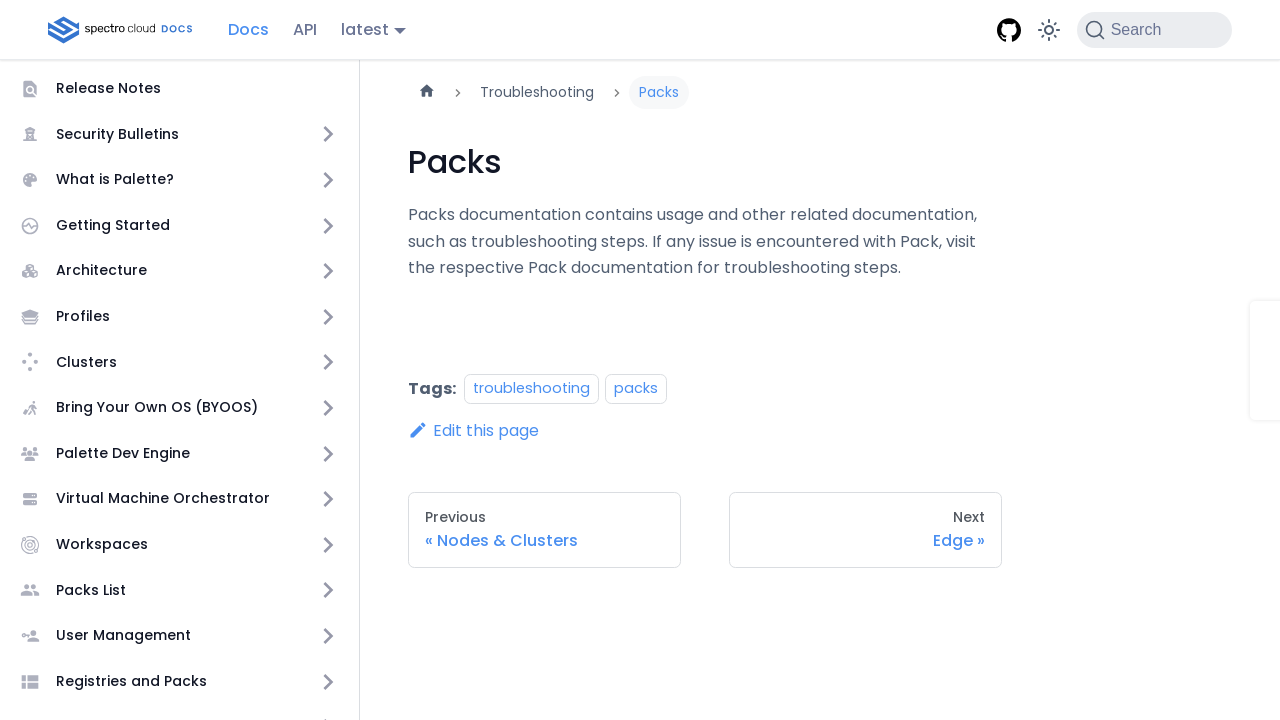 spectro cloud DOCS
Docs
API
latest
Search
Release Notes
Security Bulletins
What is Palette?
Getting Started
Architecture
Profiles
Clusters
Bring Your Own OS (BYOOS)
Palette Dev Engine
Virtual Machine Orchestrator
Workspaces
Packs List
User Management
Registries and Packs
Troubleshooting
Packs
Packs
Packs documentation contains usage and other related documentation,
such as troubleshooting steps. If any issue is encountered with Pack, visit
the respective Pack documentation for troubleshooting steps.
Tags: troubleshooting packs
Edit this page
Previous
« Nodes & Clusters
Next
Edge »